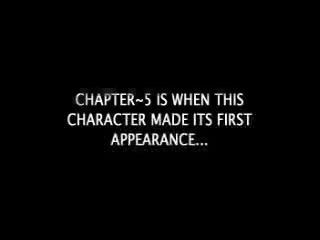 CHAPTER~5 IS WHEN THIS
CHARACTER MADE ITS FIRST
APPEARANCE...